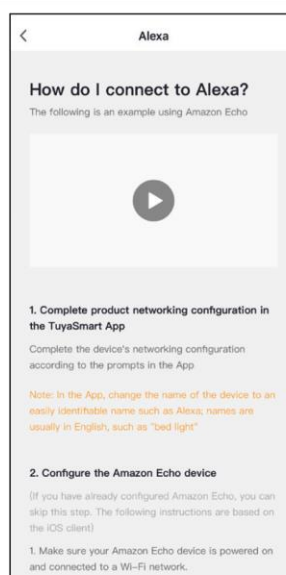 Alexa
How do I connect to Alexa?
The following is an example using Amazon Echo
1. Complete product networking configuration in
the TuyaSmart App
Complete the device's networking configuration
according to the prompts in the App
Note: In the App, change the name of the device to an
easily identifiable name such as Alexa; names are
usually in English, such as "bed light"
2. Configure the Amazon Echo device
(If you have already configured Amazon Echo, you can
skip this step. The following instructions are based on
the iOS client)
1. Make sure your Amazon Echo device is powered on
and connected to a Wi-Fi network.